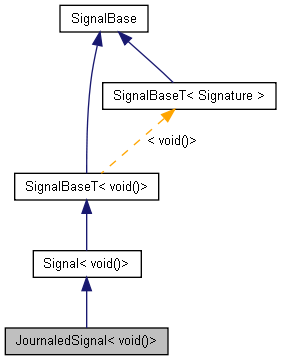 SignalBase
SignalBaseT< Signature >
< void()>
SignalBaseT< void()>
Signal< void()>
JournaledSignal< void()>